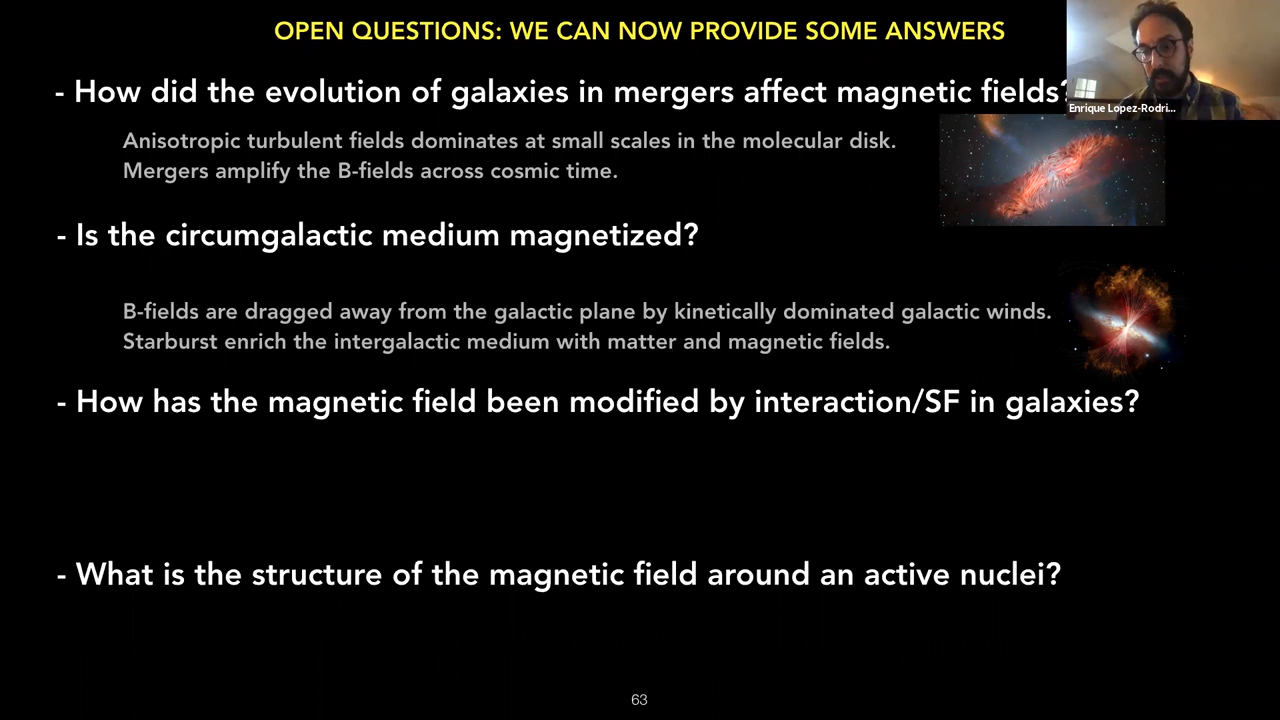 OPEN QUESTIONS: WE CAN NOW PROVIDE SOME ANSWERS
- How did the evolution of galaxies in mergers affect magnetic fields?
Enrique Lopez-Rodri...
Anisotropic turbulent fields dominates at small scales in the molecular disk.
Mergers amplify the B-fields across cosmic time.
- Is the circumgalactic medium magnetized?
B-fields are dragged away from the galactic plane by kinetically dominated galactic winds.
Starburst enrich the intergalactic medium with matter and magnetic fields.
- How has the magnetic field been modified by interaction/SF in galaxies?
- What is the structure of the magnetic field around an active nuclei?
63